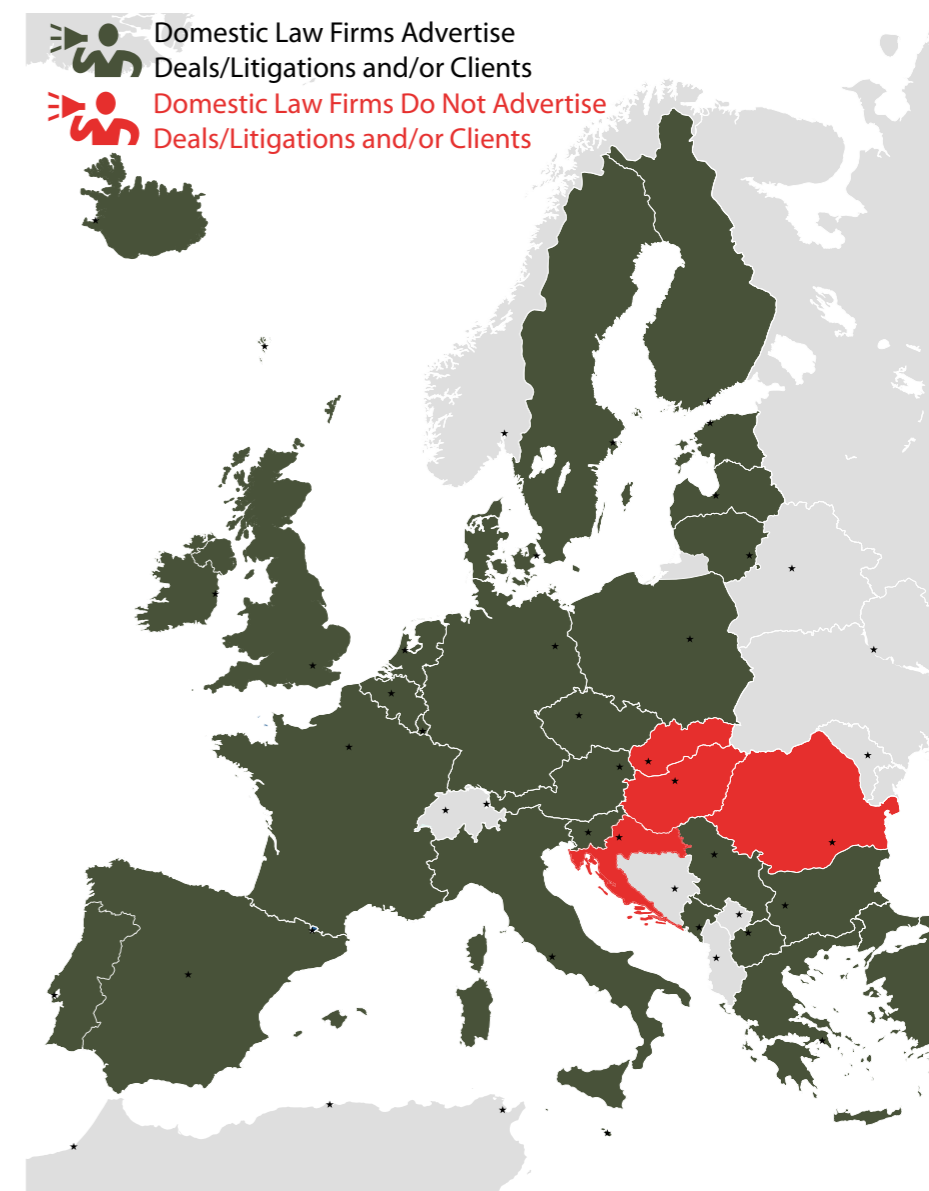 Domestic Law Firms Advertise
Deals/Litigations and/or Clients
Domestic Law Firms Do Not Advertise
Deals/Litigations and/or Clients